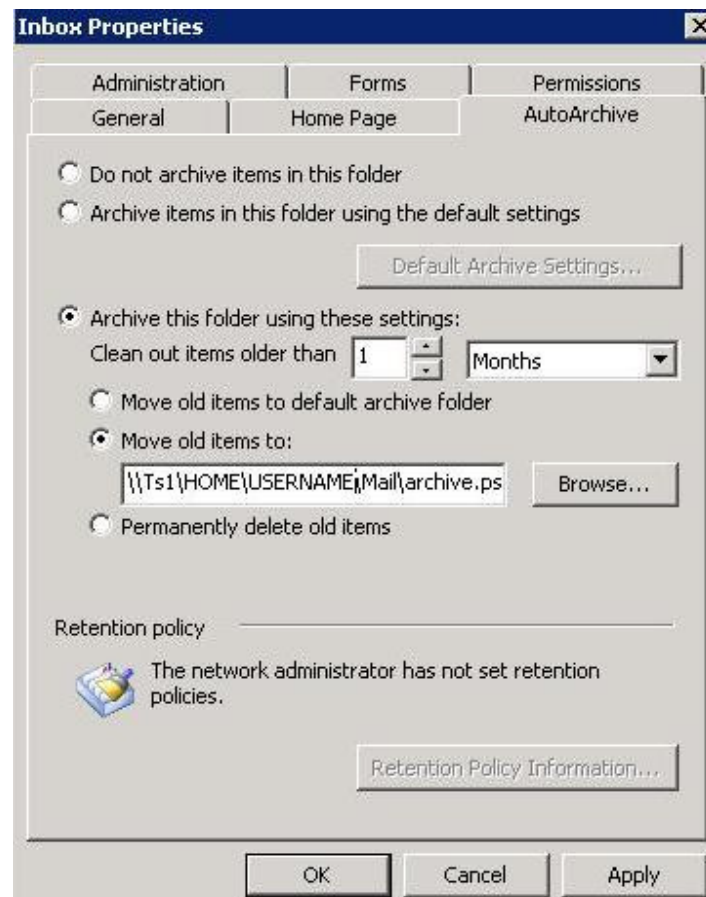 Inbox Properties
Administration Forms Permissions
General Home Page AutoArchive
Do not archive items in this folder
Archive items in this folder using the default settings
Default Archive Settings...
Archive this folder using these settings:
Clean out items older than 1 Months
Move old items to default archive folder
Move old items to:
\\Ts1\HOME\USERNAME\Mail\archive.ps Browse...
Permanently delete old items
Retention policy
The network administrator has not set retention
policies.
Retention Policy Information...
OK Cancel Apply